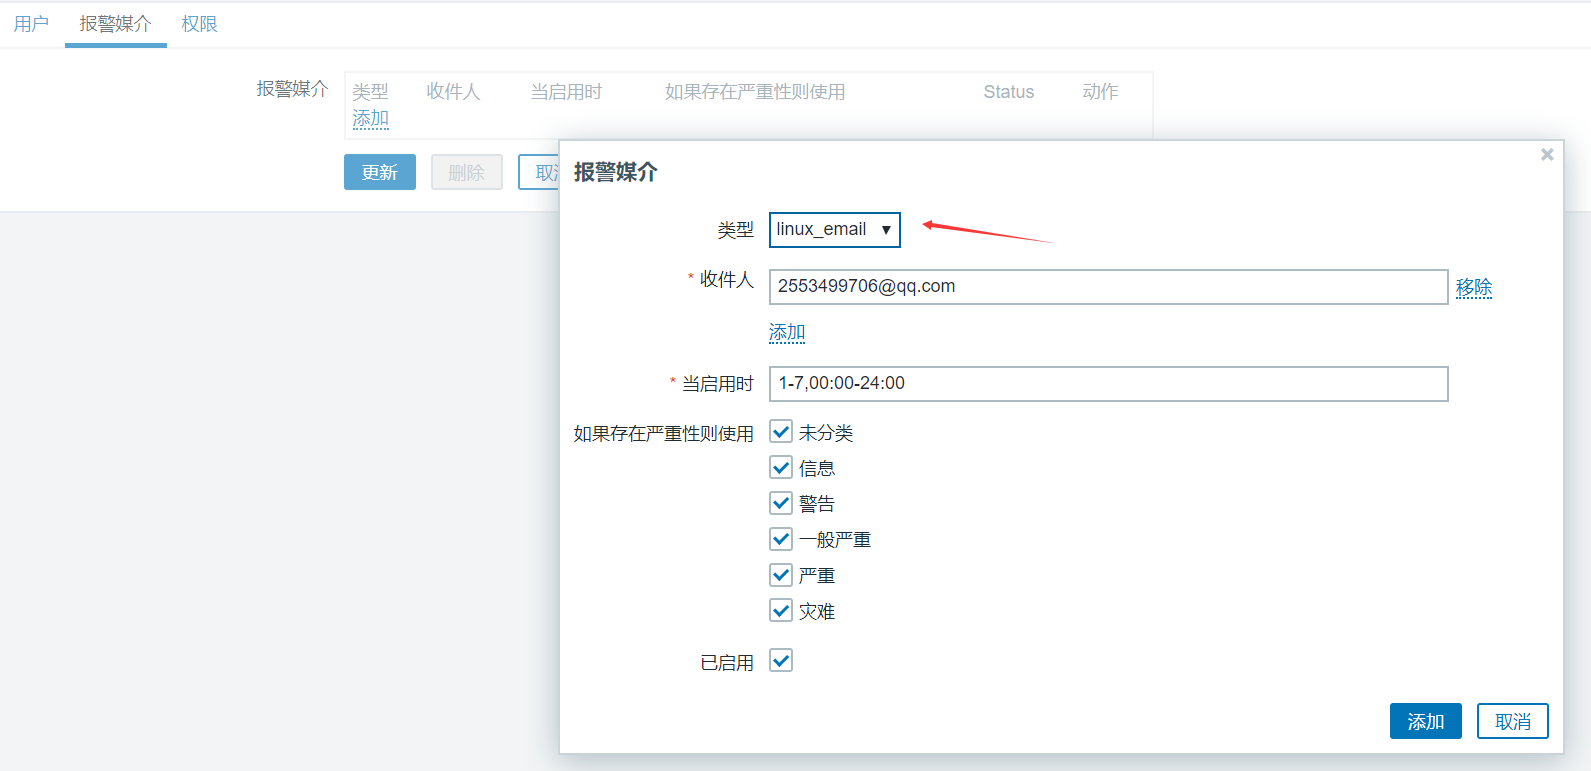 用户 报警媒介 权限
报警媒介 类型 收件人 当启用时 如果存在严重性则使用 Status 动作
添加
更新 删除
报警媒介
类型 linux_email
* 收件人 2553499706@qq.com 移除
添加
* 当启用时 1-7,00:00-24:00
如果存在严重性则使用 未分类
信息
警告
一般严重
严重
灾难
已启用
添加 取消